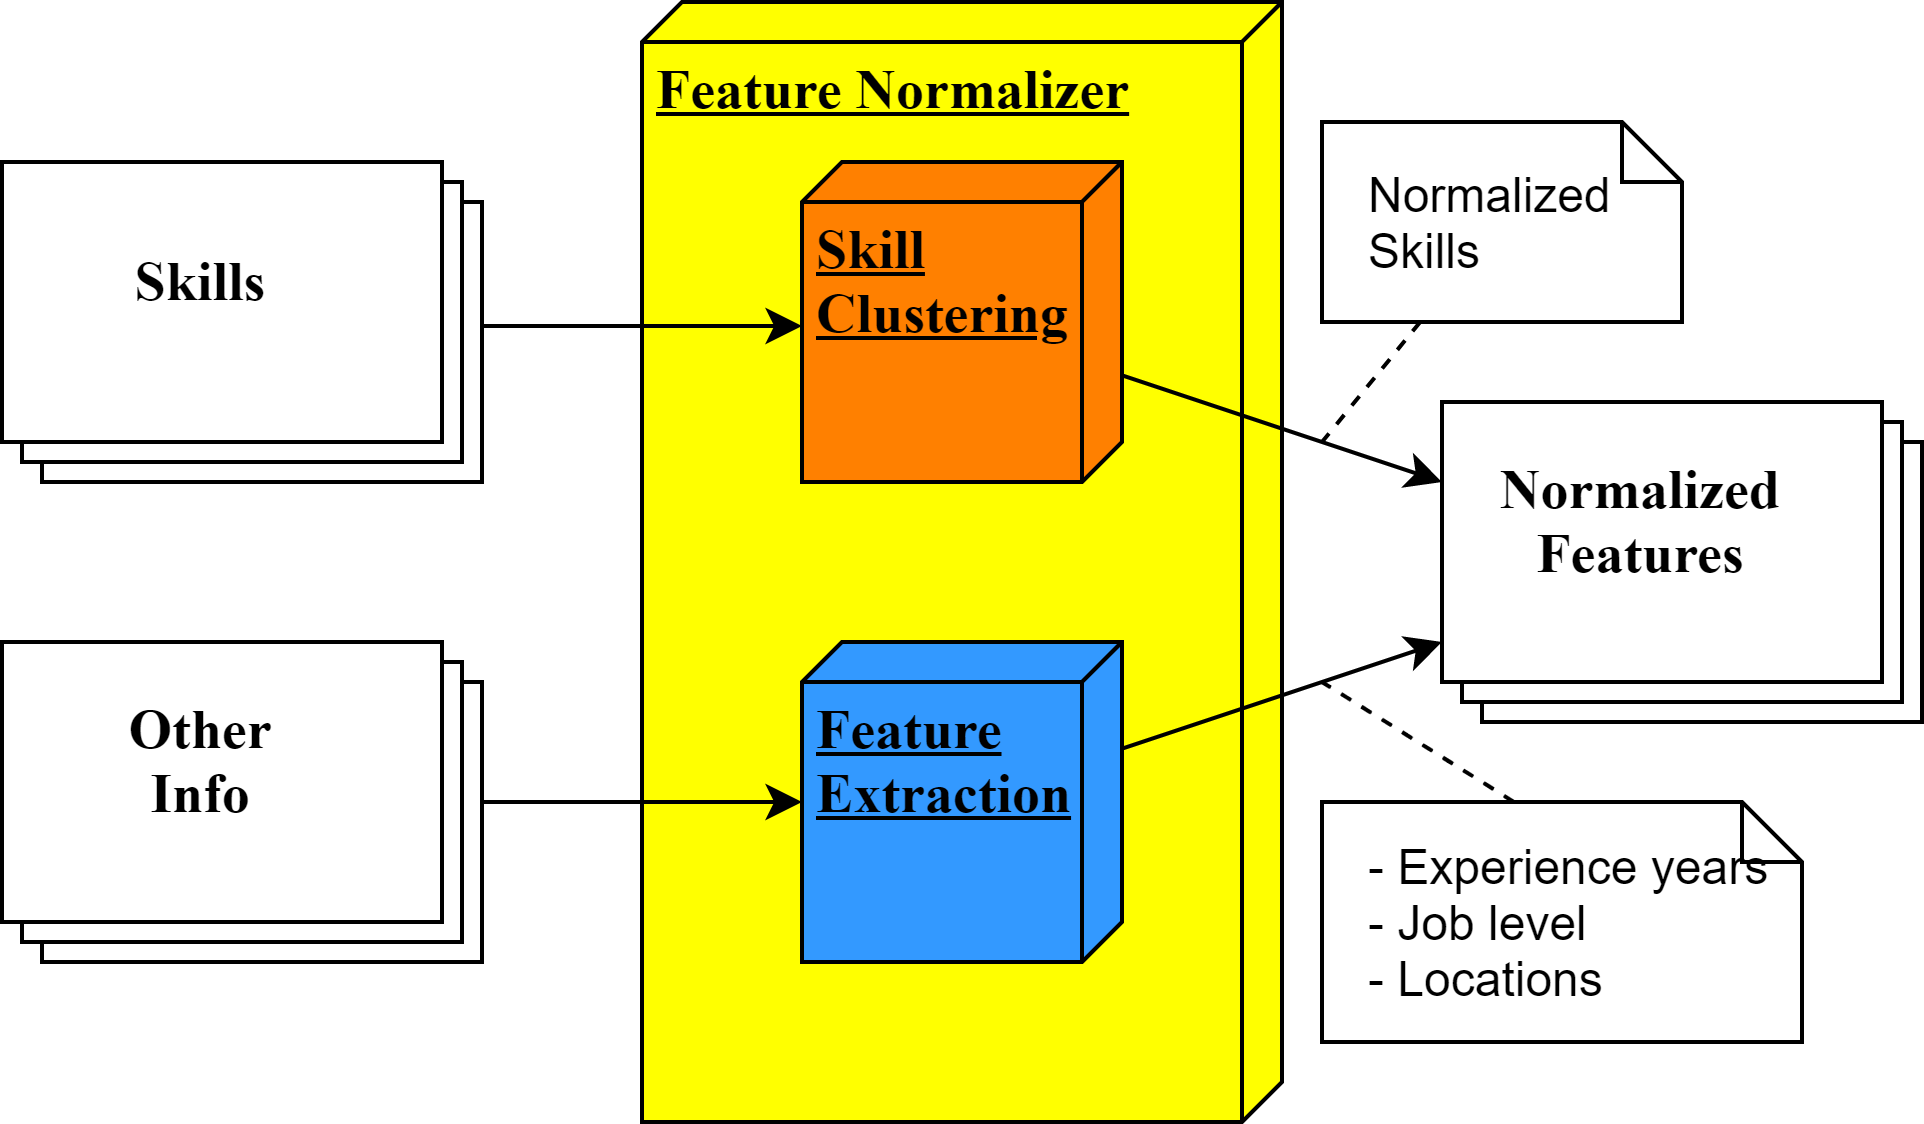 Feature Normalizer
Skills
Skill
Clustering
Normalized
Skills
Normalized
Features
Other
Info
Feature
Extraction
- Experience years
- Job level
- Locations